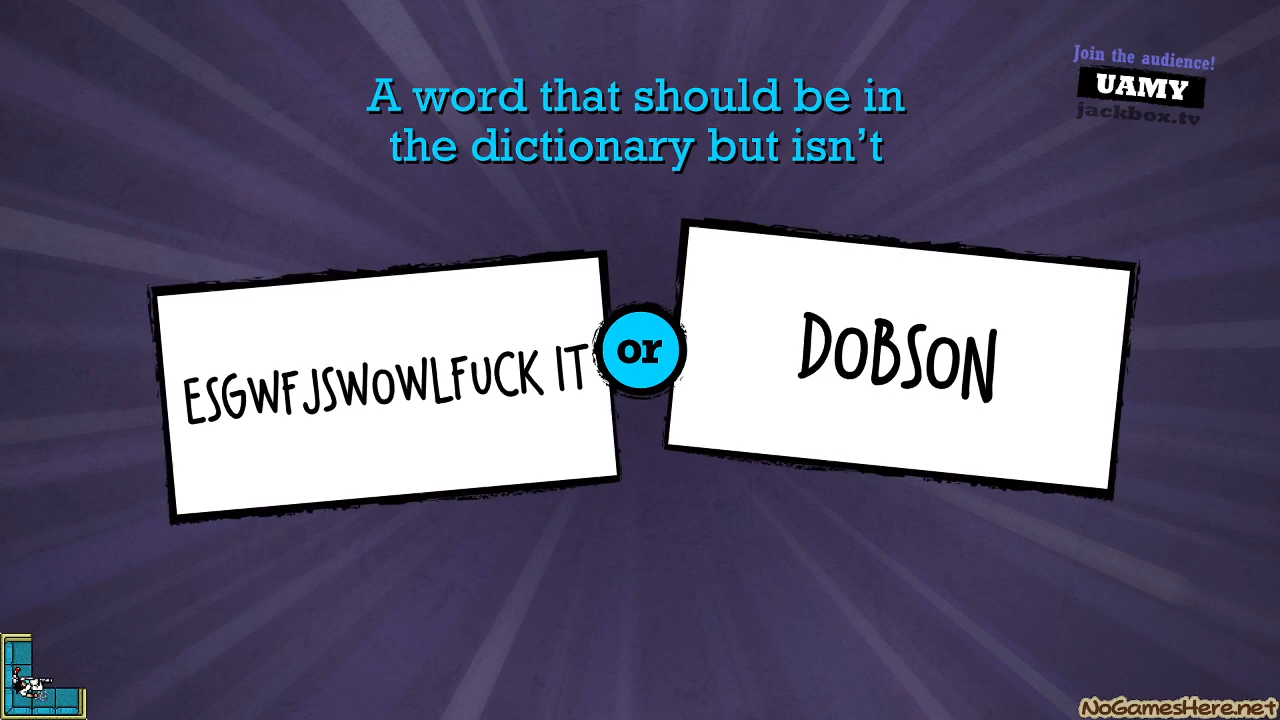 Join the audience!
UAMY
jackbox.tv
A word that should be in
the dictionary but isn't
ESGWFJSWOWLFUCK IT
or
DOBSON
NoGamesHere.net